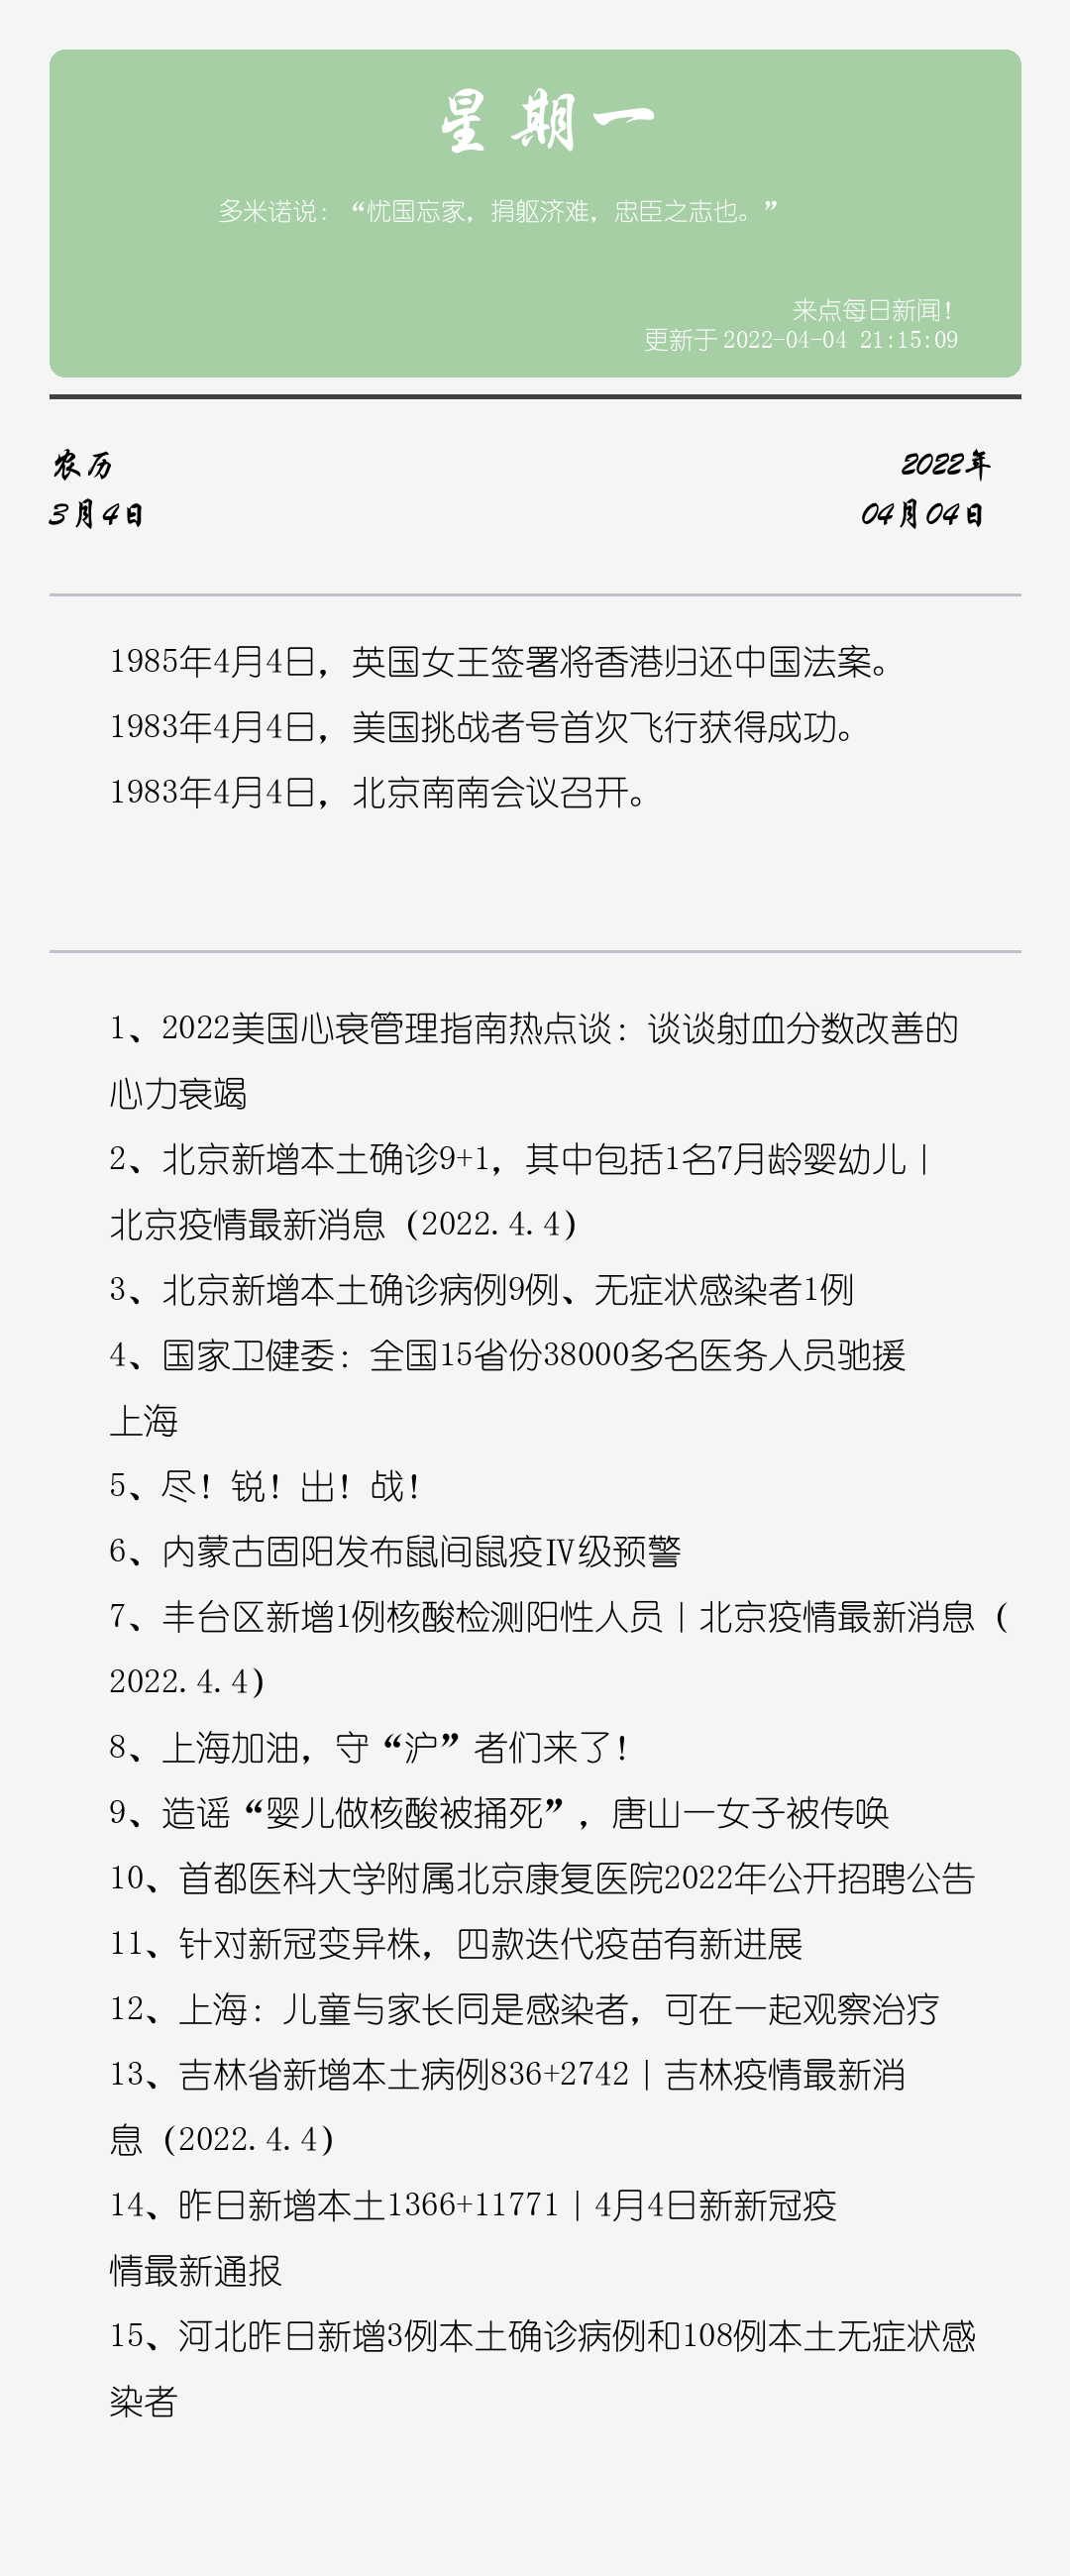 星期一
多米诺说：“忧国忘家，捐躯济难，忠臣之志也。”
来点每日新闻！
更新于 2022-04-04 21:15:09
农历
2022年
3月4日
04月04日
1985年4月4日，英国女王签署将香港归还中国法案。
1983年4月4日，美国挑战者号首次飞行获得成功。
1983年4月4日，北京南南会议召开。
1、2022美国心衰管理指南热点谈：谈谈射血分数改善的
心力衰竭
2、北京新增本土确诊9+1，其中包括1名7月龄婴幼儿｜
北京疫情最新消息（2022.4.4）
3、北京新增本土确诊病例9例、无症状感染者1例
4、国家卫健委：全国15省份38000多名医务人员驰援
上海
5、尽！锐！出！战！
6、内蒙古固阳发布鼠间鼠疫Ⅳ级预警
7、丰台区新增1例核酸检测阳性人员｜北京疫情最新消息（
2022.4.4）
8、上海加油，守“沪”者们来了！
9、造谣“婴儿做核酸被捅死”，唐山一女子被传唤
10、首都医科大学附属北京康复医院2022年公开招聘公告
11、针对新冠变异株，四款迭代疫苗有新进展
12、上海：儿童与家长同是感染者，可在一起观察治疗
13、吉林省新增本土病例836+2742｜吉林疫情最新消
息（2022.4.4）
14、昨日新增本土1366+11771｜4月4日新新冠疫
情最新通报
15、河北昨日新增3例本土确诊病例和108例本土无症状感
染者